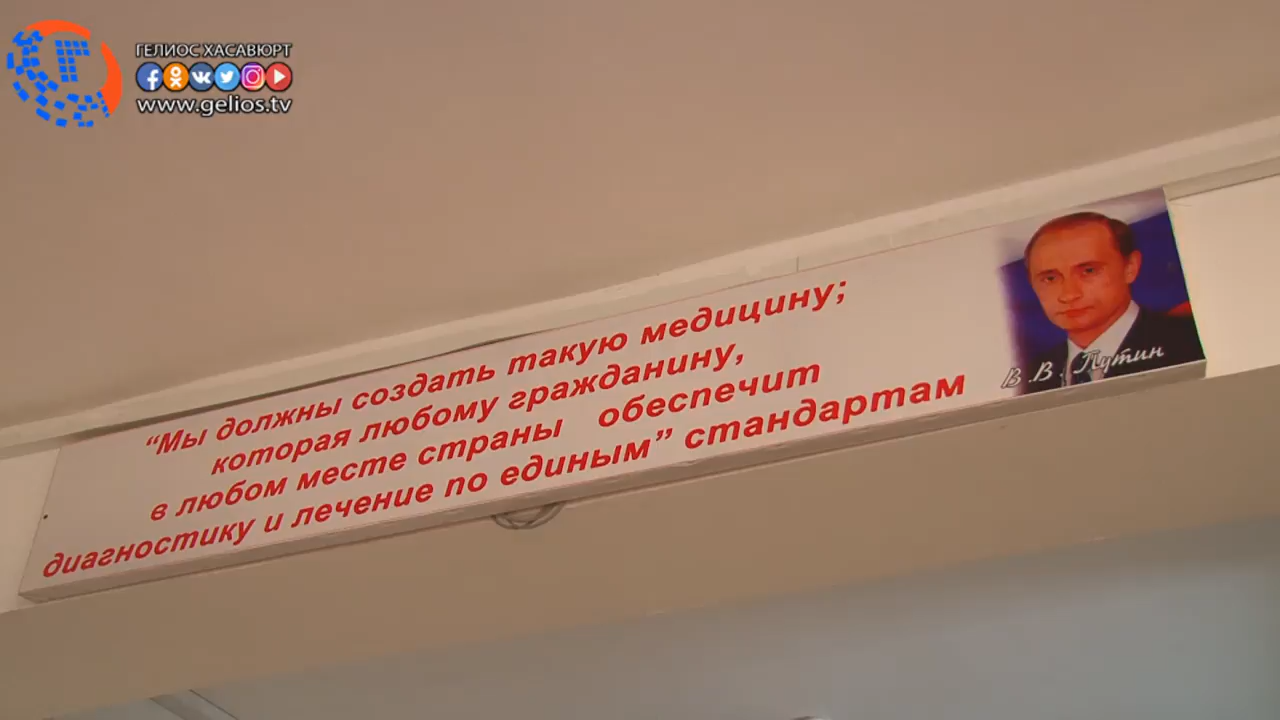 ГЕЛИОС ХАСАВЮРТ
www.gelios.tv
“Мы должны создать такую медицину;
которая любому гражданину,
в любом месте страны обеспечит
диагностику и лечение по единым” стандартам
В.В. Путин